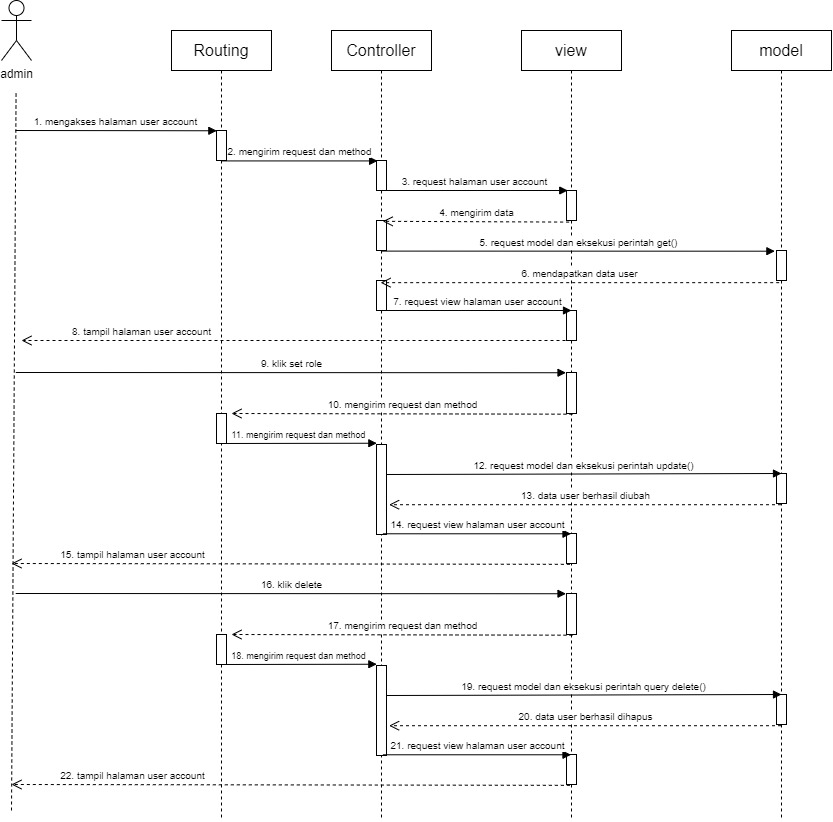 admin
Routing
Controller
view
model
1. mengakses halaman user account
2. mengirim request dan method
3. request halaman user account
4. mengirim data
5. request model dan eksekusi perintah get()
6. mendapatkan data user
7. request view halaman user account
8. tampil halaman user account
9. klik set role
10. mengirim request dan method
11. mengirim request dan method
12. request model dan eksekusi perintah update()
13. data user berhasil diubah
14. request view halaman user account
15. tampil halaman user account
16. klik delete
17. mengirim request dan method
18. mengirim request dan method
19. request model dan eksekusi perintah query delete()
20. data user berhasil dihapus
21. request view halaman user account
22. tampil halaman user account